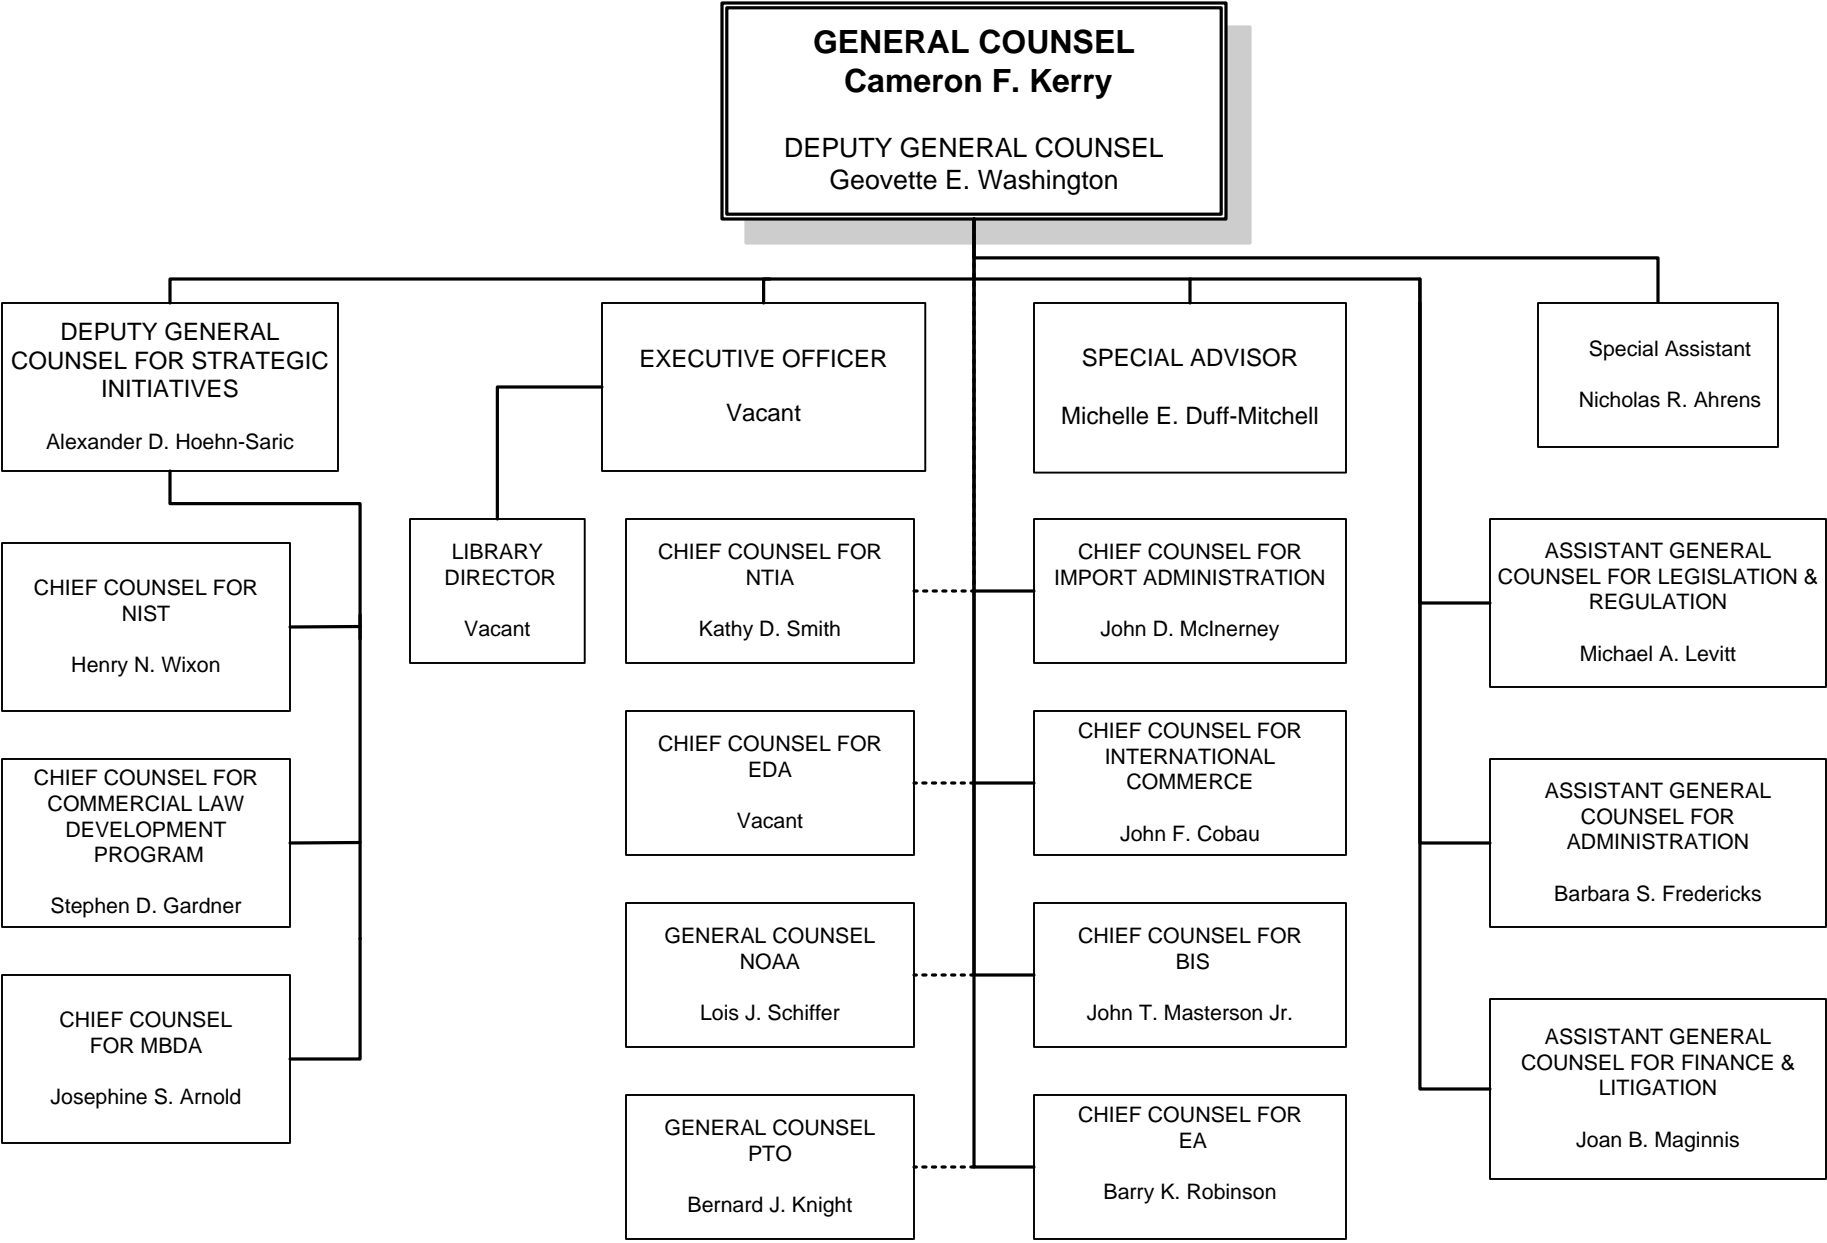 GENERAL COUNSEL
Cameron F. Kerry
DEPUTY GENERAL COUNSEL
Geovette E. Washington
DEPUTY GENERAL
COUNSEL FOR STRATEGIC
INITIATIVES
Alexander D. Hoehn-Saric
EXECUTIVE OFFICER
Vacant
SPECIAL ADVISOR
Michelle E. Duff-Mitchell
Special Assistant
Nicholas R. Ahrens
CHIEF COUNSEL FOR
NIST
Henry N. Wixon
LIBRARY
DIRECTOR
Vacant
CHIEF COUNSEL FOR
NTIA
Kathy D. Smith
CHIEF COUNSEL FOR
IMPORT ADMINISTRATION
John D. McInerney
ASSISTANT GENERAL
COUNSEL FOR LEGISLATION &
REGULATION
Michael A. Levitt
CHIEF COUNSEL FOR
COMMERCIAL LAW
DEVELOPMENT
PROGRAM
Stephen D. Gardner
CHIEF COUNSEL FOR
EDA
Vacant
CHIEF COUNSEL FOR
INTERNATIONAL
COMMERCE
John F. Cobau
ASSISTANT GENERAL
COUNSEL FOR
ADMINISTRATION
Barbara S. Fredericks
CHIEF COUNSEL
FOR MBDA
Josephine S. Arnold
GENERAL COUNSEL
NOAA
Lois J. Schiffer
CHIEF COUNSEL FOR
BIS
John T. Masterson Jr.
ASSISTANT GENERAL
COUNSEL FOR FINANCE &
LITIGATION
Joan B. Maginnis
GENERAL COUNSEL
PTO
Bernard J. Knight
CHIEF COUNSEL FOR
EA
Barry K. Robinson